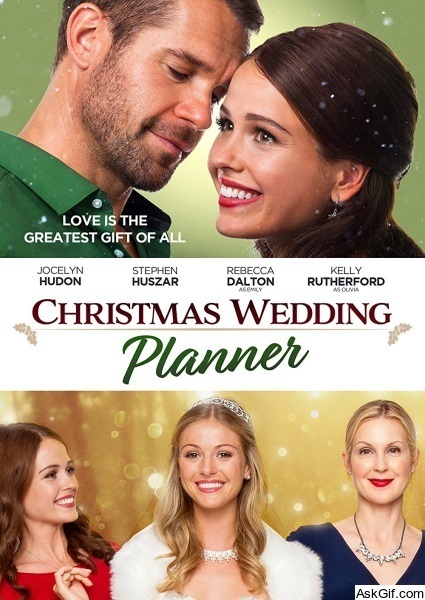 LOVE IS THE
GREATEST GIFT OF ALL
JOCELYN
HUDON
STEPHEN
HUSZAR
REBECCA
DALTON
AS EMILY
KELLY
RUTHERFORD
AS OLIVIA
CHRISTMAS WEDDING
Planner
AskGif.com